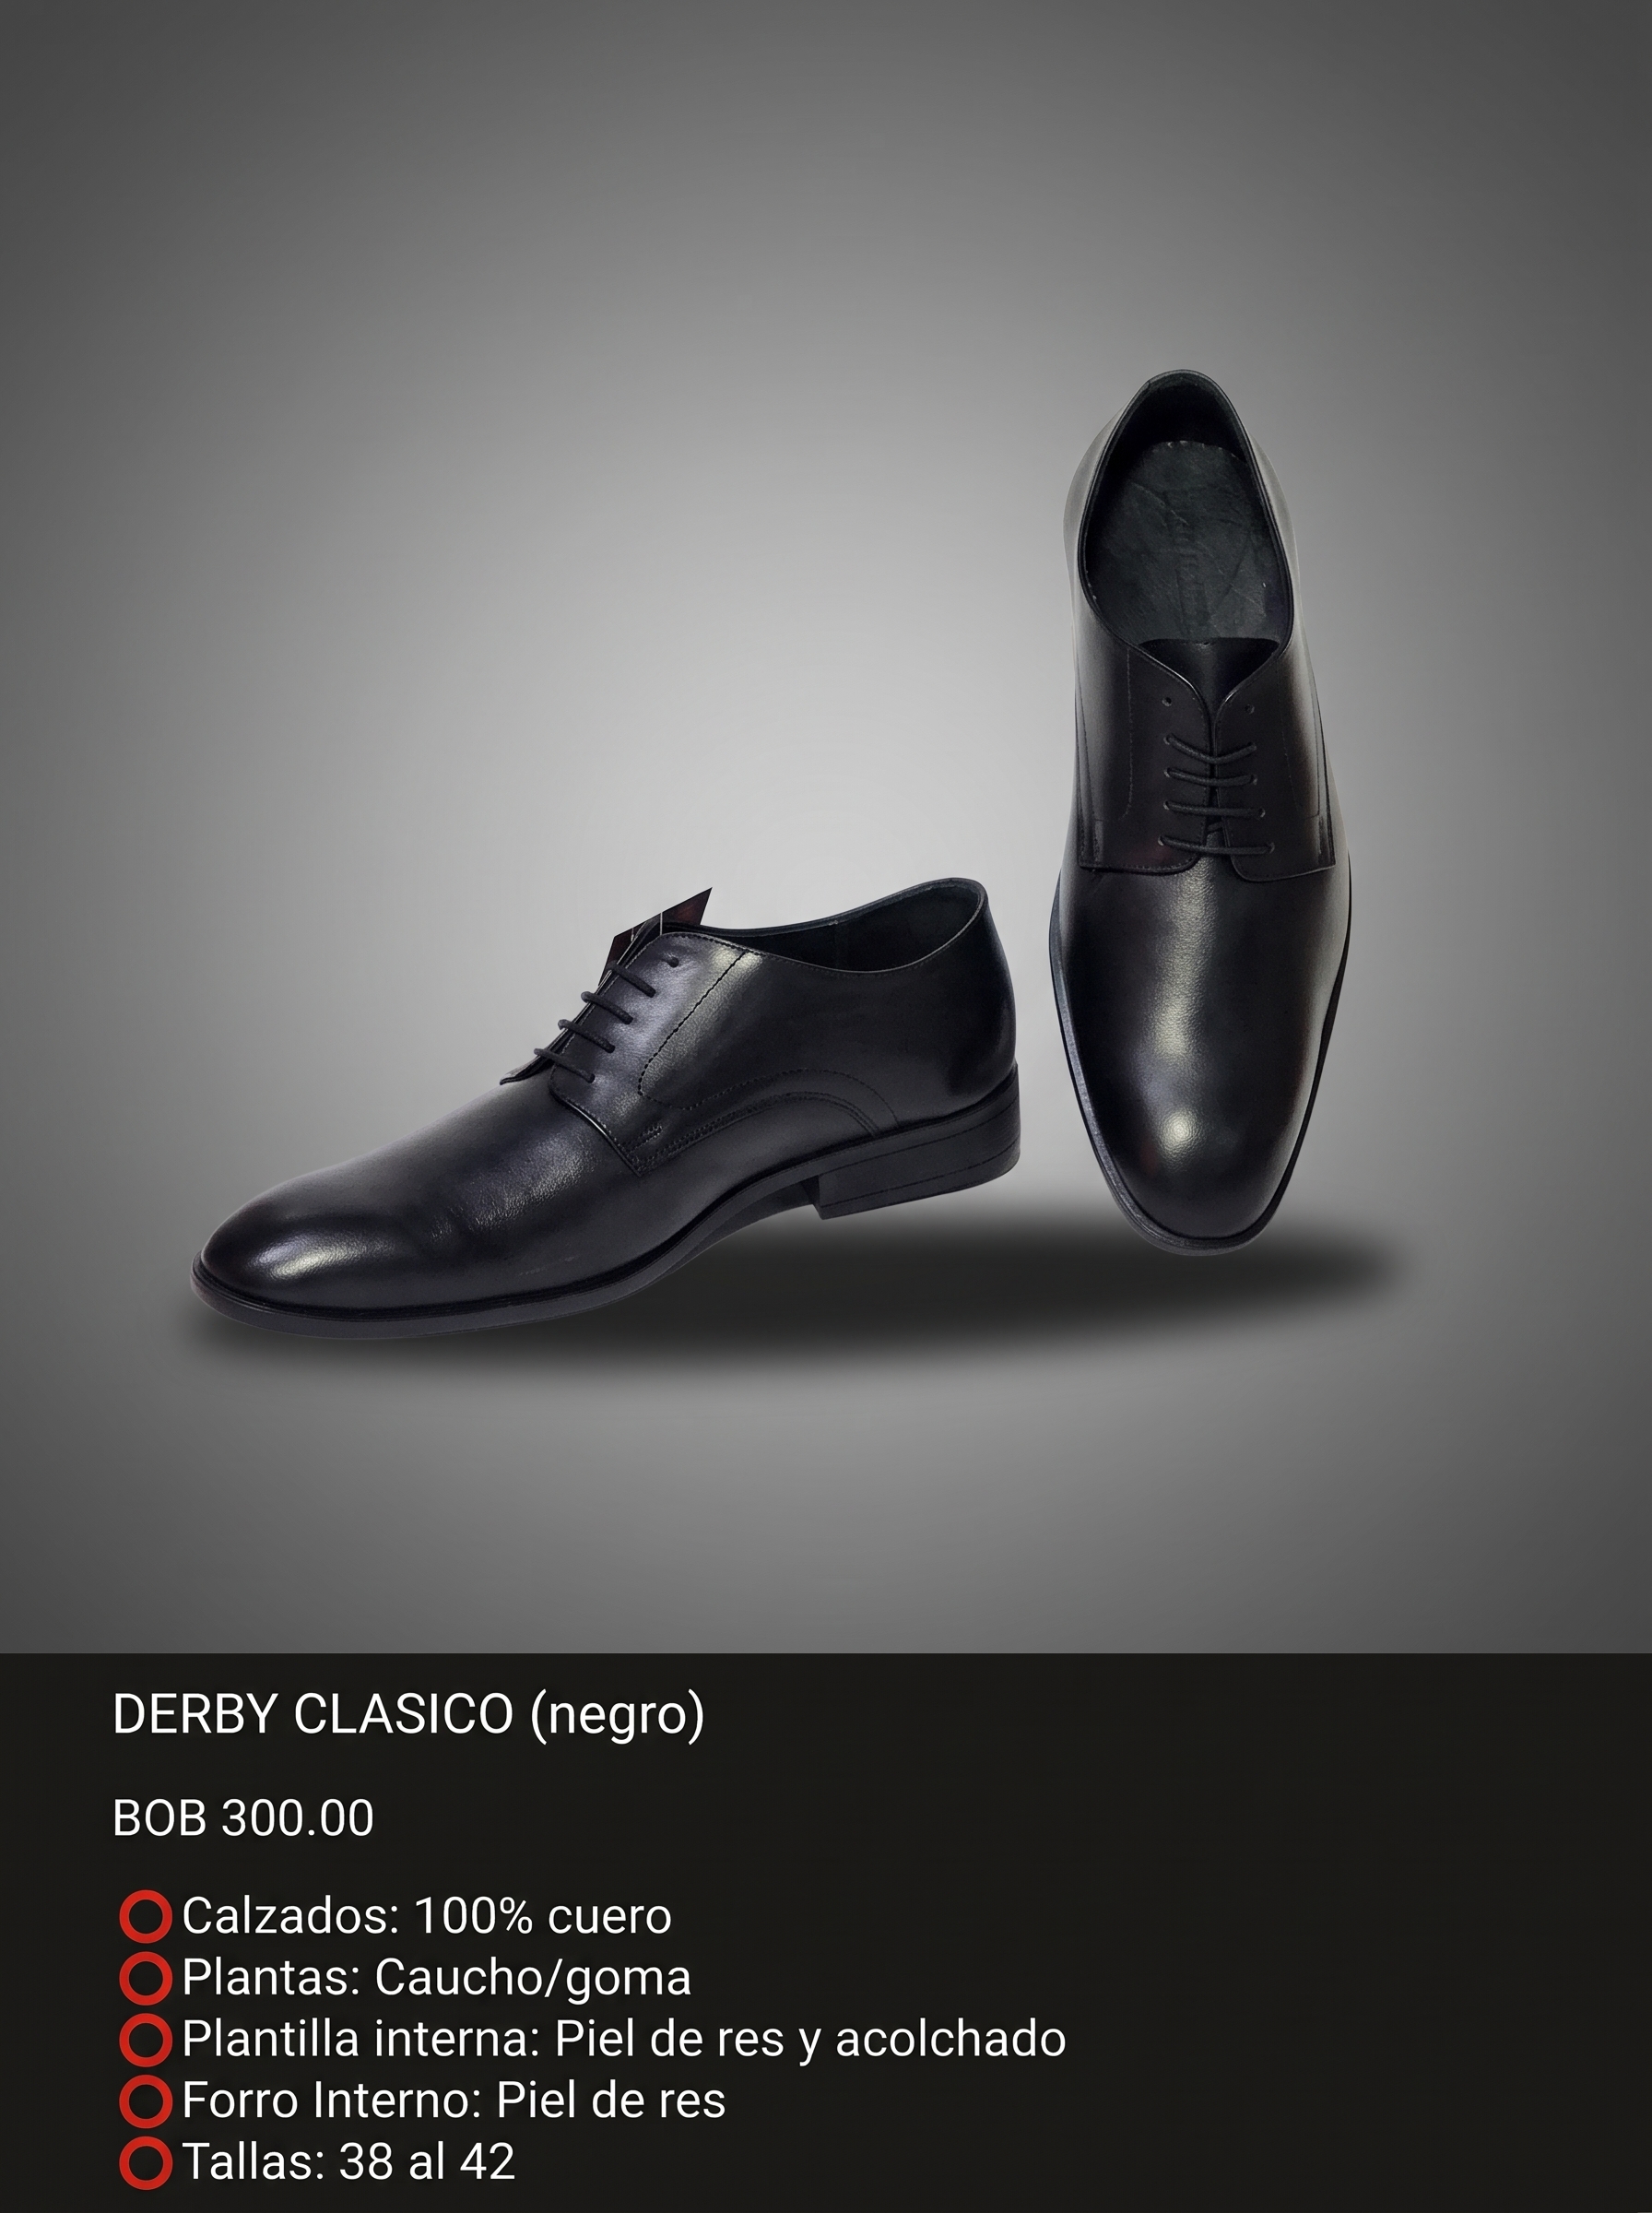 DERBY CLASICO (negro)
BOB 300.00
⭕Calzados: 100% cuero
⭕Plantas: Caucho/goma
⭕Plantilla interna: Piel de res y acolchado
⭕Forro Interno: Piel de res
⭕Tallas: 38 al 42